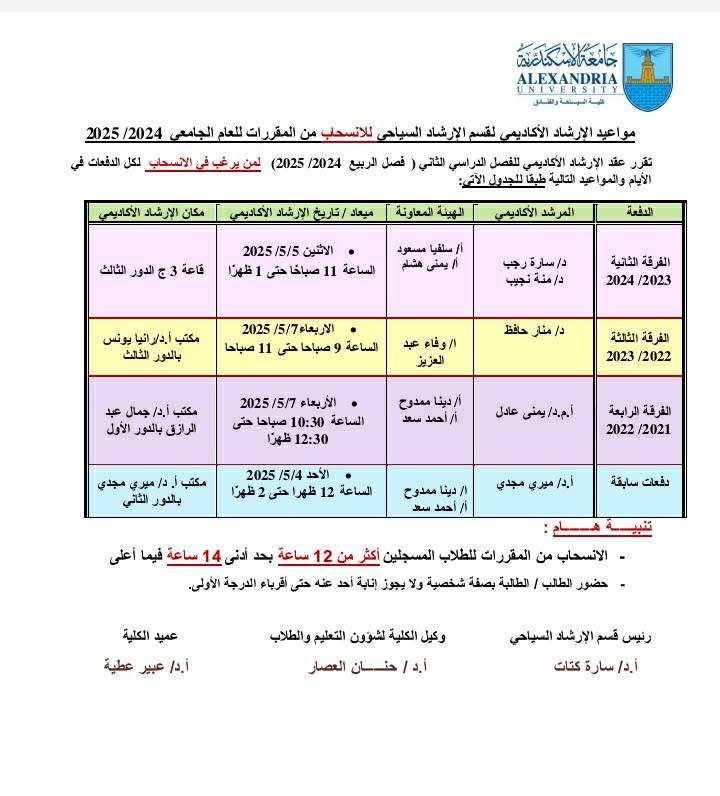 جامعة الإسكندرية
ALEXANDRIA
UNIVERSITY
كلية السياحة والفنادق
مواعيد الإرشاد الأكاديمي لقسم الإرشاد السياحي للانسحاب من المقررات للعام الجامعي 2024/ 2025
تقرر عقد الإرشاد الأكاديمي للفصل الدراسي الثاني ( فصل الربيع 2024/ 2025) لمن يرغب في الانسحاب لكل الدفعات في
الأيام والمواعيد التالية طبقا للجدول الآتي:
الدفعة المرشد الأكاديمي الهيئة المعاونة ميعاد / تاريخ الإرشاد الأكاديمي مكان الإرشاد الأكاديمي
الفرقة الثانية
2023/ 2024
د/ سارة رجب
د/ منة نجيب
أ/ سلفيا مسعود
أ/ يمنى هشام
• الاثنين 5/5/ 2025
الساعة 11 صباحًا حتى 1 ظهرًا
قاعة 3 ج الدور الثالث
الفرقة الثالثة
2022/ 2023
د/ منار حافظ
ا/ وفاء عبد
العزيز
• الاربعاء 5/7/ 2025
الساعة 9 صباحا حتى 11 صباحا
مكتب أ.د/رانيا يونس
بالدور الثالث
الفرقة الرابعة
2021/ 2022
أ.م.د/ يمنى عادل
أ/ دينا ممدوح
أ/ أحمد سعد
• الأربعاء 5/7/ 2025
الساعة 10:30 صباحا حتى
12:30 ظهرًا
مكتب أ.د/ جمال عبد
الرازق بالدور الأول
دفعات سابقة
أ.د/ ميري مجدي
ا/ دينا ممدوح
أ/ أحمد سعد
• الأحد 5/4/ 2025
الساعة 12 ظهرا حتى 2 ظهرًا
مكتب أ. د/ ميري مجدي
بالدور الثاني
تنبيـــــة هـــــــام :
- الانسحاب من المقررات للطلاب المسجلين أكثر من 12 ساعة بحد أدنى 14 ساعة فيما أعلى
- حضور الطالب / الطالبة بصفة شخصية ولا يجوز إنابة أحد عنه حتى أقرباء الدرجة الأولى.
رئيس قسم الإرشاد السياحي وكيل الكلية لشؤون التعليم والطلاب عميد الكلية
أ.د/ سارة كتات أ.د / حنـــــان العصار أ.د/ عبير عطية